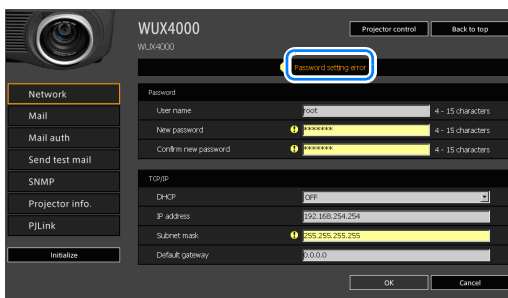 WUX4000
Projector control
Back to top
WUX4000
Password setting error
Network
Mail
Mail auth
Send test mail
SNMP
Projector info.
PJLink
Initialize
Password
User name root 4 - 15 characters
New password ******* 4 - 15 characters
Confirm new password ******* 4 - 15 characters
TCP/IP
DHCP OFF
IP address 192.168.254.254
Subnet mask 255.255.255.255
Default gateway 0.0.0.0
OK Cancel